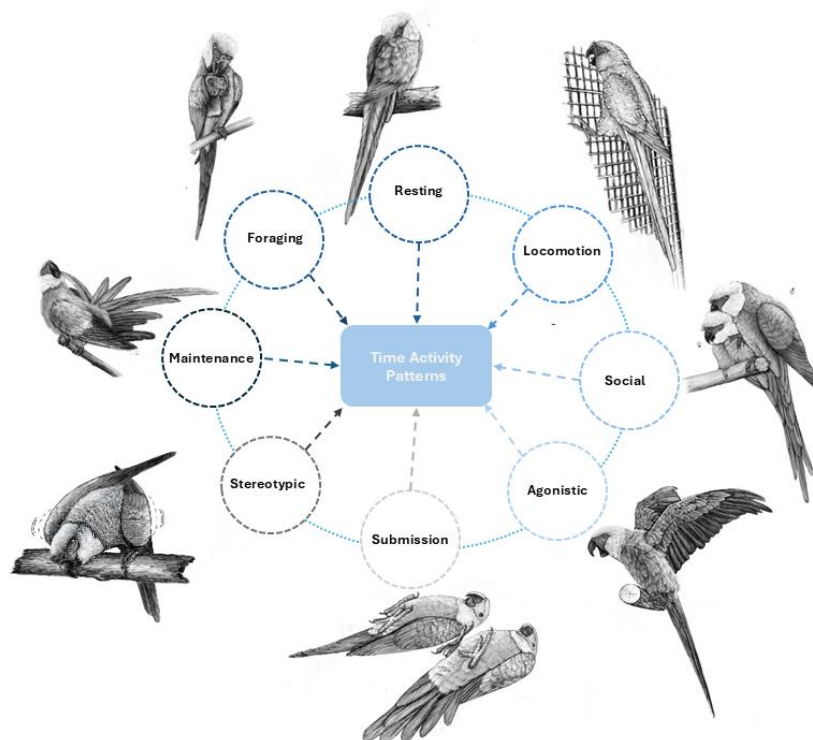 Resting
Foraging
Locomotion
Maintenance
Time Activity
Patterns
Social
Stereotypic
Agonistic
Submission